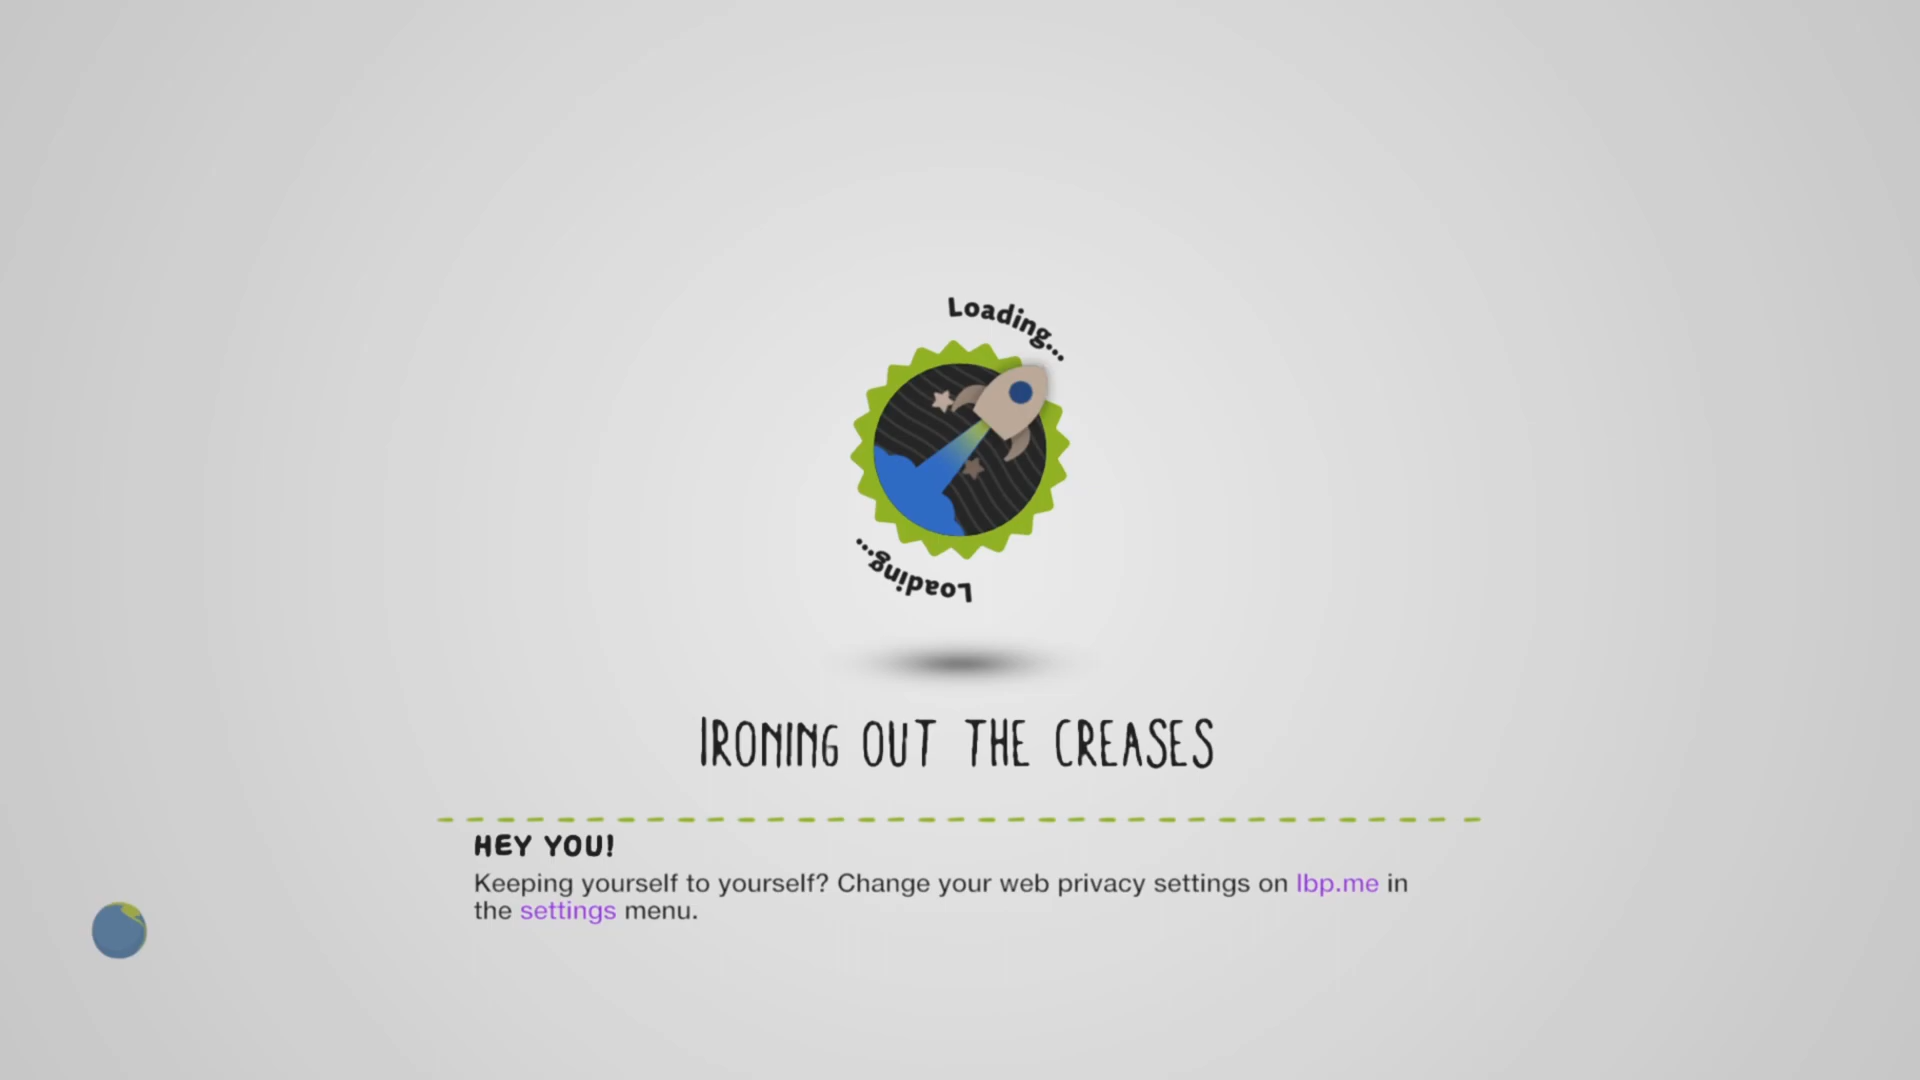 Loading...
Loading...
IRONING OUT THE CREASES
HEY YOU!
Keeping yourself to yourself? Change your web privacy settings on lbp.me in
the settings menu.